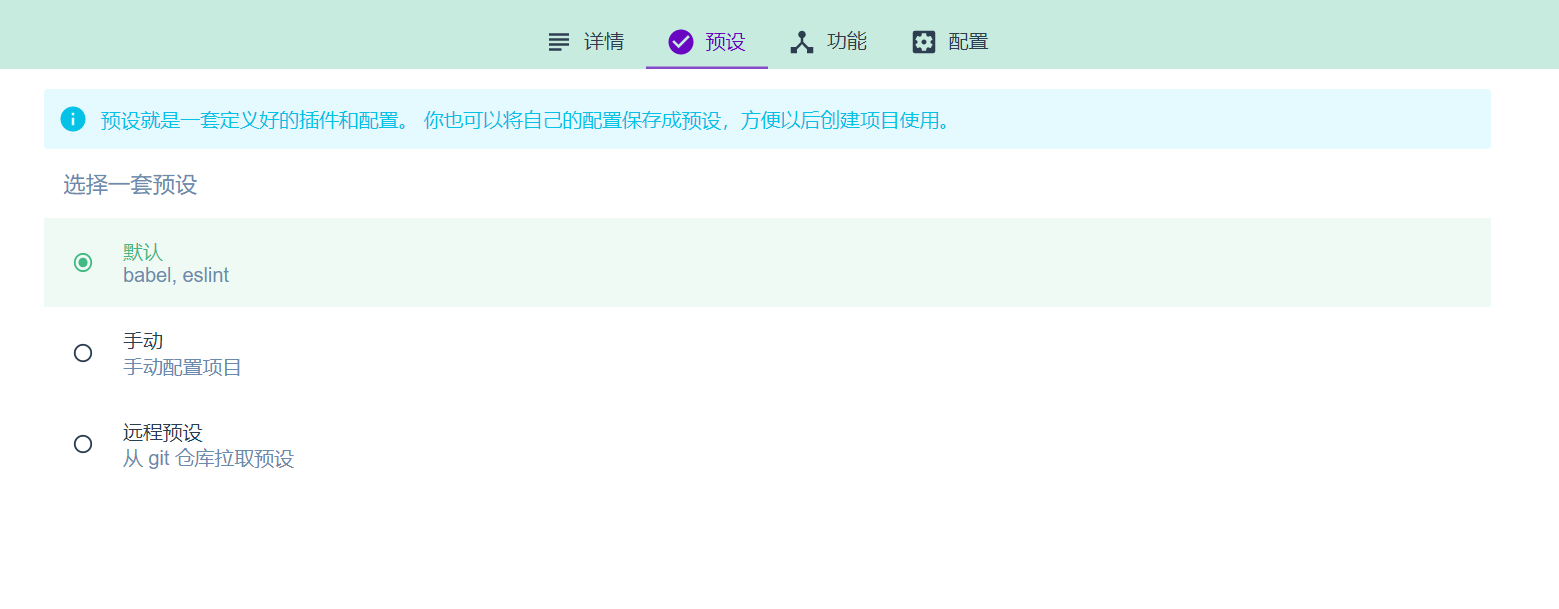 详情 预设 功能 配置
预设就是一套定义好的插件和配置。 你也可以将自己的配置保存成预设，方便以后创建项目使用。
选择一套预设
默认
babel, eslint
手动
手动配置项目
远程预设
从 git 仓库拉取预设